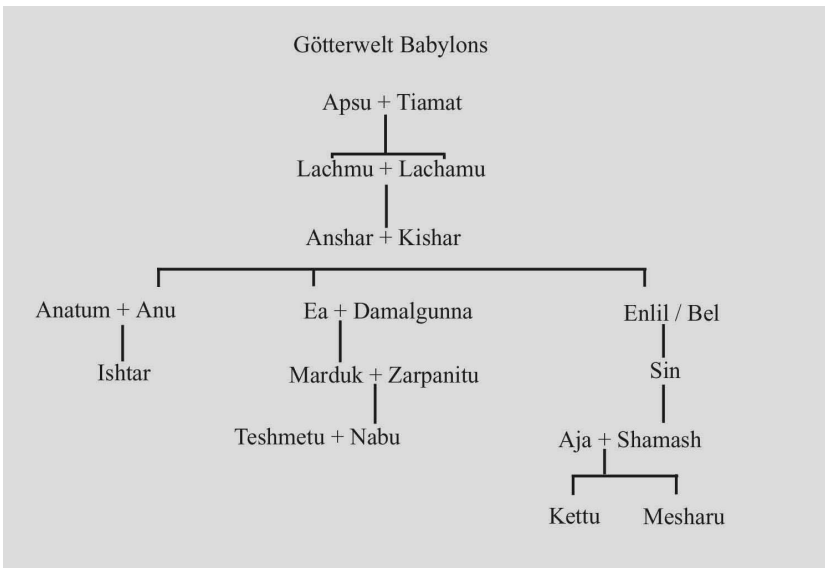 Götterwelt Babylons
Apsu + Tiamat
Lachmu + Lachamu
Anshar + Kishar
Anatum + Anu Ea + Damalgunna Enlil / Bel
Ishtar Marduk + Zarpanitu Sin
Teshmetu + Nabu Aja + Shamash
Kettu Mesharu